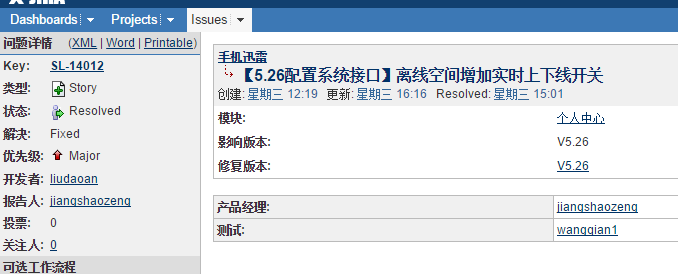 Dashboards Projects Issues
问题详情 (XML | Word | Printable)
Key: SL-14012
类型: Story
状态: Resolved
解决: Fixed
优先级: Major
开发者: liudaoan
报告人: jiangshaozeng
投票: 0
关注人: 0
可选工作流程
手机迅雷
【5.26配置系统接口】离线空间增加实时上下线开关
创建: 星期三 12:19 更新: 星期三 16:16 Resolved: 星期三 15:01
模块: 个人中心
影响版本: V5.26
修复版本: V5.26
产品经理: jiangshaozeng
测试: wangqian1